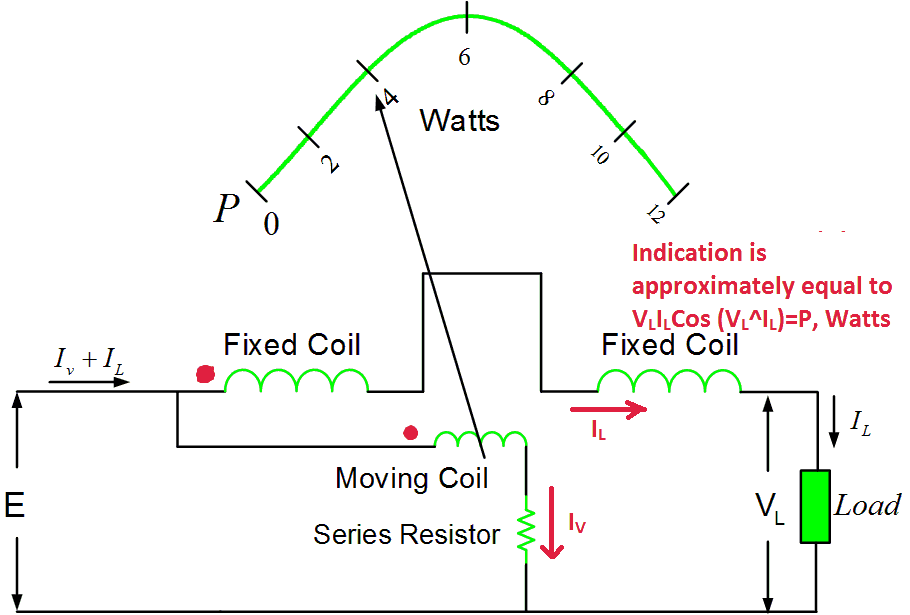 6
4
8
Watts
2
10
P
0
12
Indication is
approximately equal to
VLILCos (VL^IL)=P, Watts
Fixed Coil
Fixed Coil
Iv + IL
IL
IL
Moving Coil
E
VL
Load
Series Resistor
IV